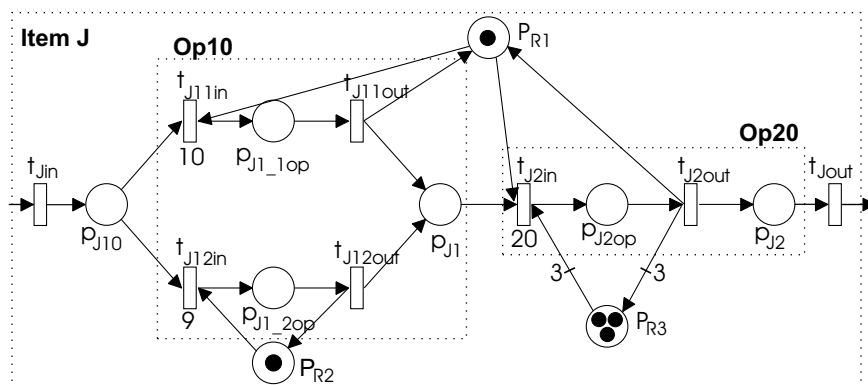 Item J
Op10
P_R1
t_J11in
t_J11out
10
p_J1_1op
Op20
t_Jin
p_J10
p_J1
t_J2in
20
p_J2op
t_J2out
p_J2
t_Jout
t_J12in
t_J12out
9
p_J1_2op
3
3
P_R2
P_R3